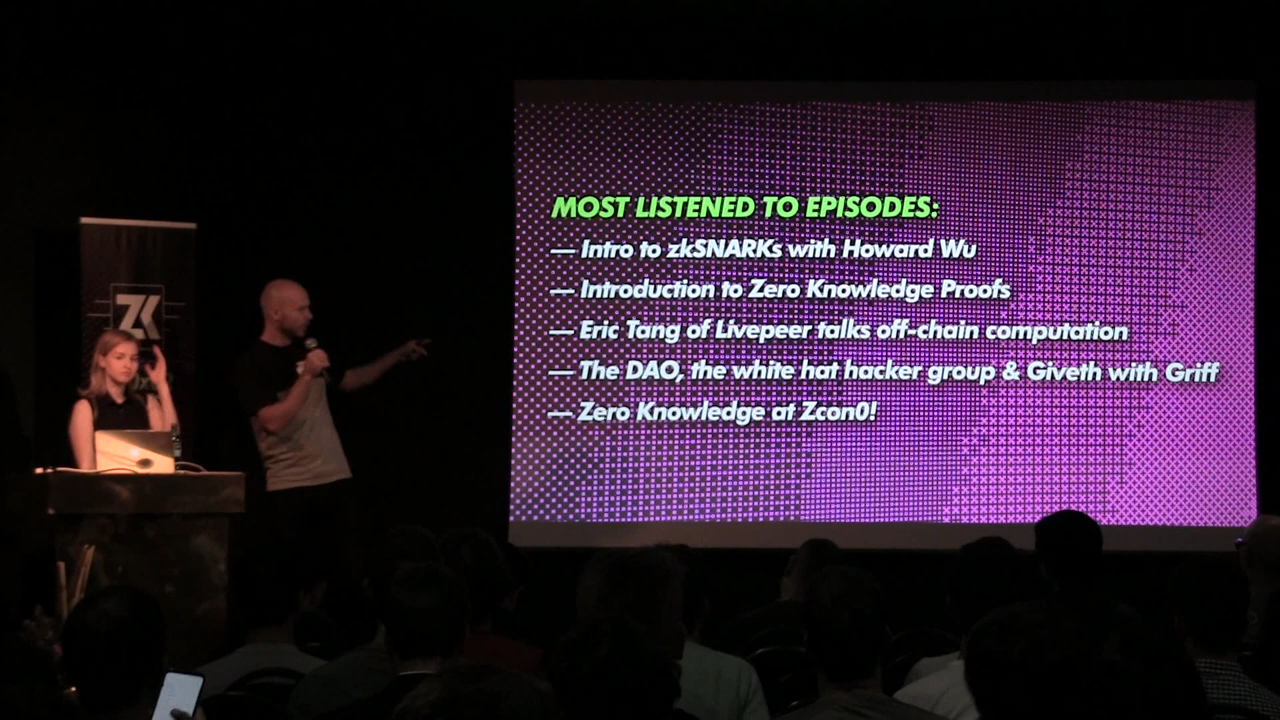 ZK
MOST LISTENED TO EPISODES:
— Intro to zkSNARKs with Howard Wu
— Introduction to Zero Knowledge Proofs
— Eric Tang of Livepeer talks off-chain computation
— The DAO, the white hat hacker group & Giveth with Griff
— Zero Knowledge at Zcon0!